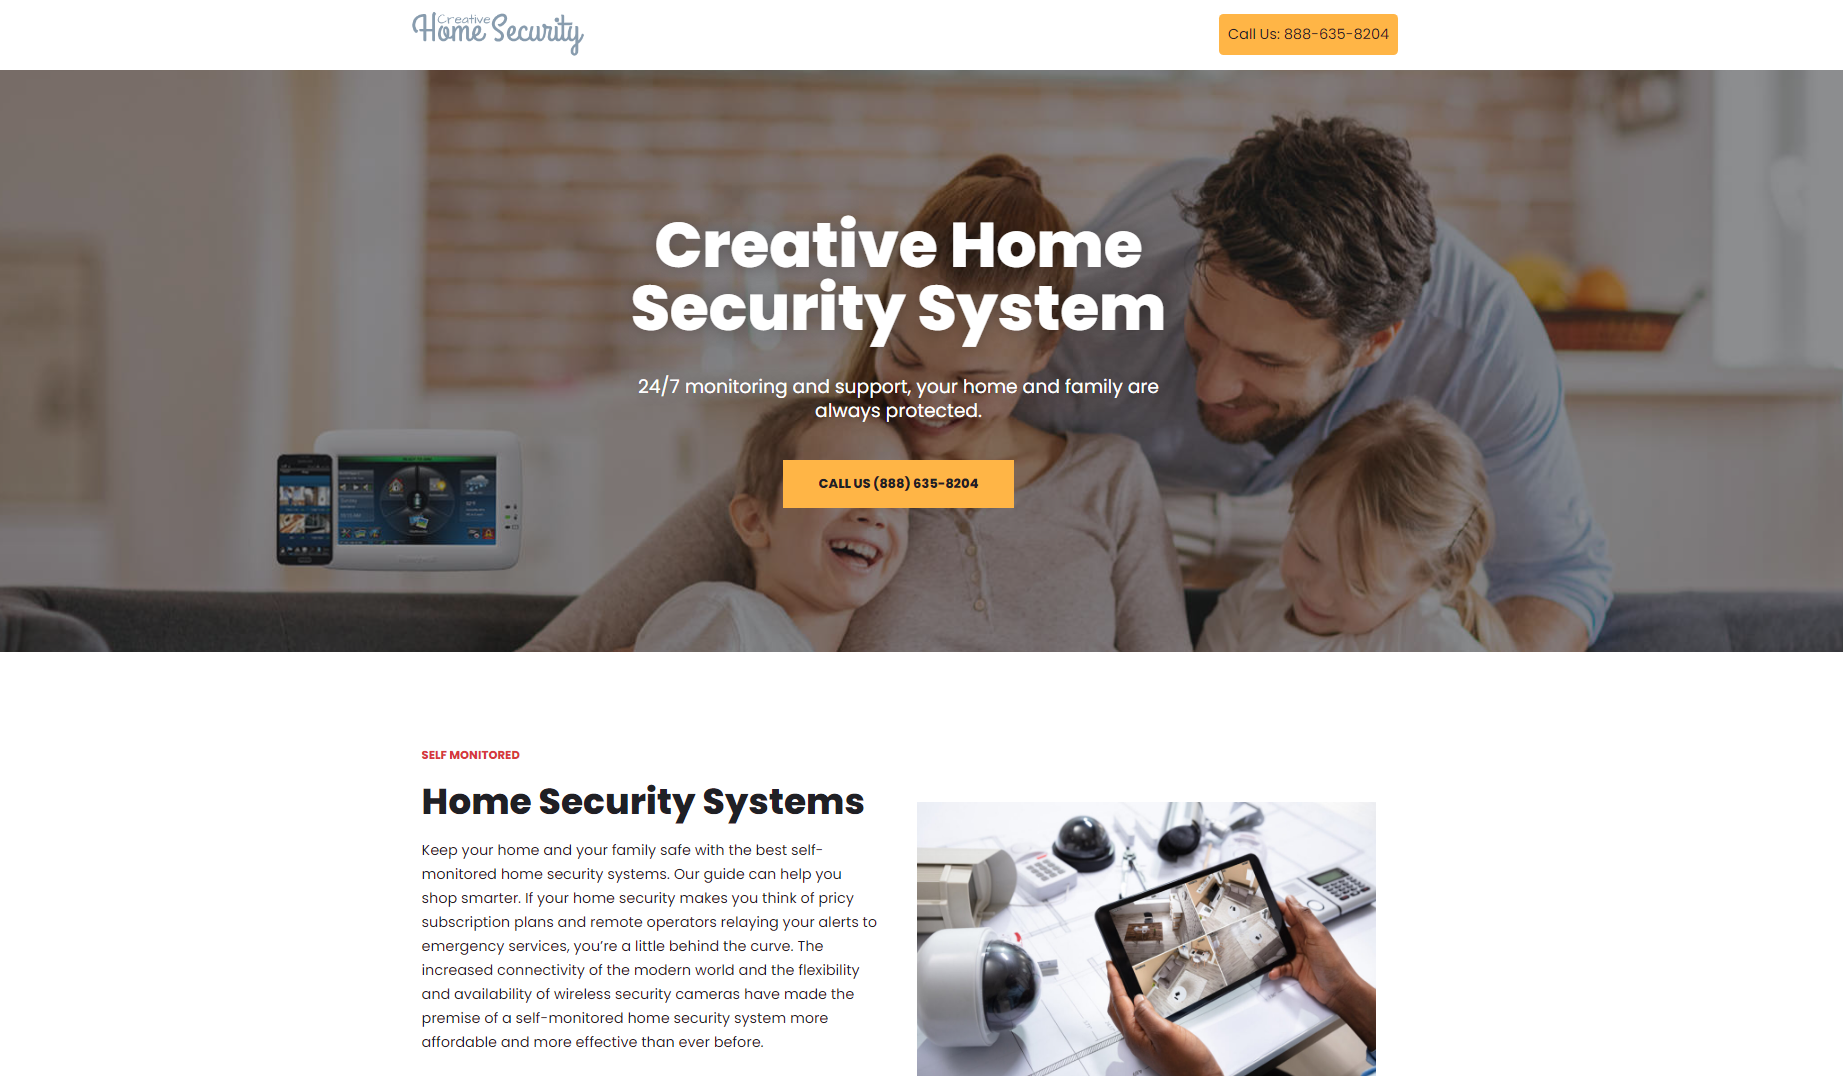 Creative
Home Security
Call Us: 888-635-8204
Creative Home
Security System
24/7 monitoring and support, your home and family are
always protected.
CALL US (888) 635-8204
SELF MONITORED
Home Security Systems
Keep your home and your family safe with the best self-
monitored home security systems. Our guide can help you
shop smarter. If your home security makes you think of pricy
subscription plans and remote operators relaying your alerts to
emergency services, you’re a little behind the curve. The
increased connectivity of the modern world and the flexibility
and availability of wireless security cameras have made the
premise of a self-monitored home security system more
affordable and more effective than ever before.